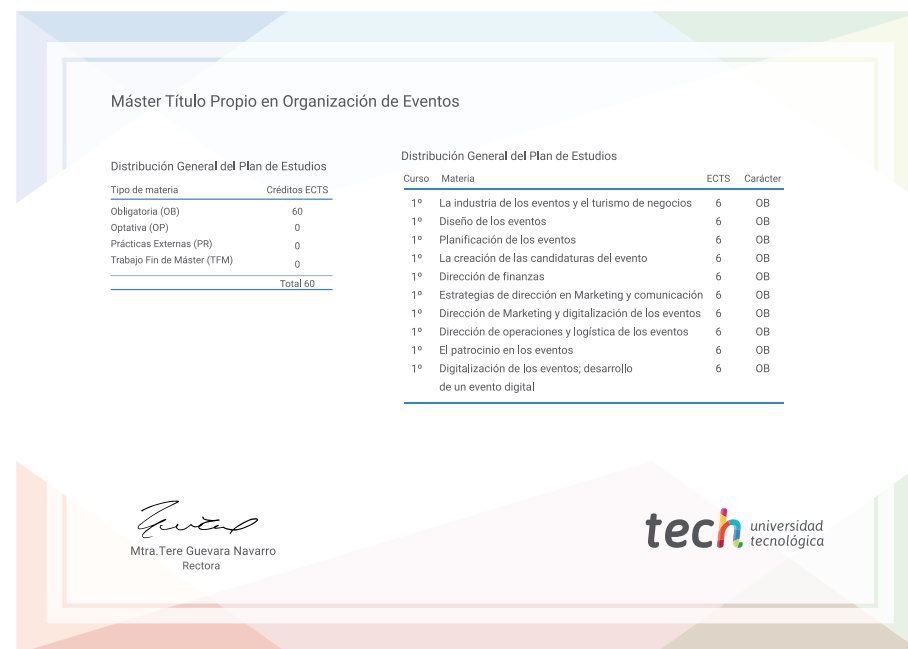 Máster Título Propio en Organización de Eventos
Distribución General del Plan de Estudios
Tipo de materia Créditos ECTS
Obligatoria (OB) 60
Optativa (OP) 0
Prácticas Externas (PR) 0
Trabajo Fin de Máster (TFM) 0
Total 60
Distribución General del Plan de Estudios
Curso Materia ECTS Carácter
1º La industria de los eventos y el turismo de negocios 6 OB
1º Diseño de los eventos 6 OB
1º Planificación de los eventos 6 OB
1º La creación de las candidaturas del evento 6 OB
1º Dirección de finanzas 6 OB
1º Estrategias de dirección en Marketing y comunicación 6 OB
1º Dirección de Marketing y digitalización de los eventos 6 OB
1º Dirección de operaciones y logística de los eventos 6 OB
1º El patrocinio en los eventos 6 OB
1º Digitalización de los eventos; desarrollo 6 OB
de un evento digital
Mtra.Tere Guevara Navarro
Rectora
tech universidad
tecnológica